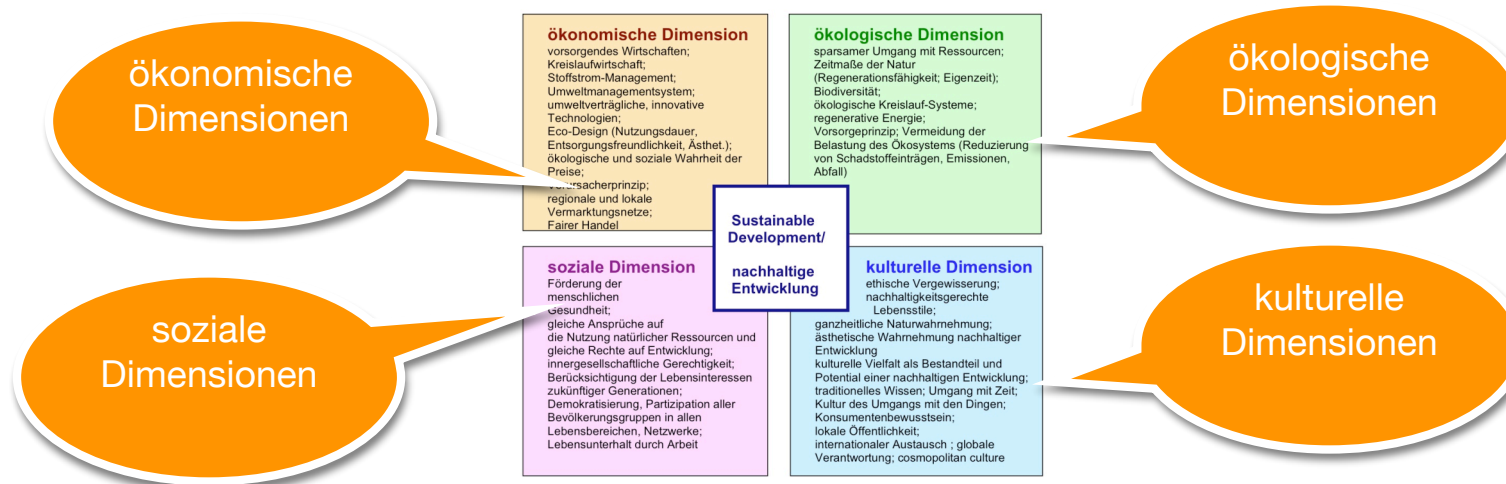 ökonomische
Dimensionen
ökonomische Dimension
vorsorgendes Wirtschaften;
Kreislaufwirtschaft;
Stoffstrom-Management;
Umweltmanagementsystem;
umweltverträgliche, innovative
Technologien;
Eco-Design (Nutzungsdauer,
Entsorgungsfreundlichkeit, Ästhet.);
ökologische und soziale Wahrheit der
Preise;
Verursacherprinzip;
regionale und lokale
Vermarktungsnetze;
Fairer Handel
ökologische Dimension
sparsamer Umgang mit Ressourcen;
Zeitmaße der Natur
(Regenerationsfähigkeit; Eigenzeit);
Biodiversität;
ökologische Kreislauf-Systeme;
regenerative Energie;
Vorsorgeprinzip; Vermeidung der
Belastung des Ökosystems (Reduzierung
von Schadstoffeinträgen, Emissionen,
Abfall)
ökologische
Dimensionen
Sustainable
Development/
nachhaltige
Entwicklung
soziale
Dimensionen
soziale Dimension
Förderung der
menschlichen
Gesundheit;
gleiche Ansprüche auf
die Nutzung natürlicher Ressourcen und
gleiche Rechte auf Entwicklung;
innergesellschaftliche Gerechtigkeit;
Berücksichtigung der Lebensinteressen
zukünftiger Generationen;
Demokratisierung, Partizipation aller
Bevölkerungsgruppen in allen
Lebensbereichen, Netzwerke;
Lebensunterhalt durch Arbeit
kulturelle Dimension
ethische Vergewisserung;
nachhaltigkeitsgerechte
Lebensstile;
ganzheitliche Naturwahrnehmung;
ästhetische Wahrnehmung nachhaltiger
Entwicklung
kulturelle Vielfalt als Bestandteil und
Potential einer nachhaltigen Entwicklung;
traditionelles Wissen; Umgang mit Zeit;
Kultur des Umgangs mit den Dingen;
Konsumentenbewusstsein;
lokale Öffentlichkeit;
internationaler Austausch ; globale
Verantwortung; cosmopolitan culture
kulturelle
Dimensionen